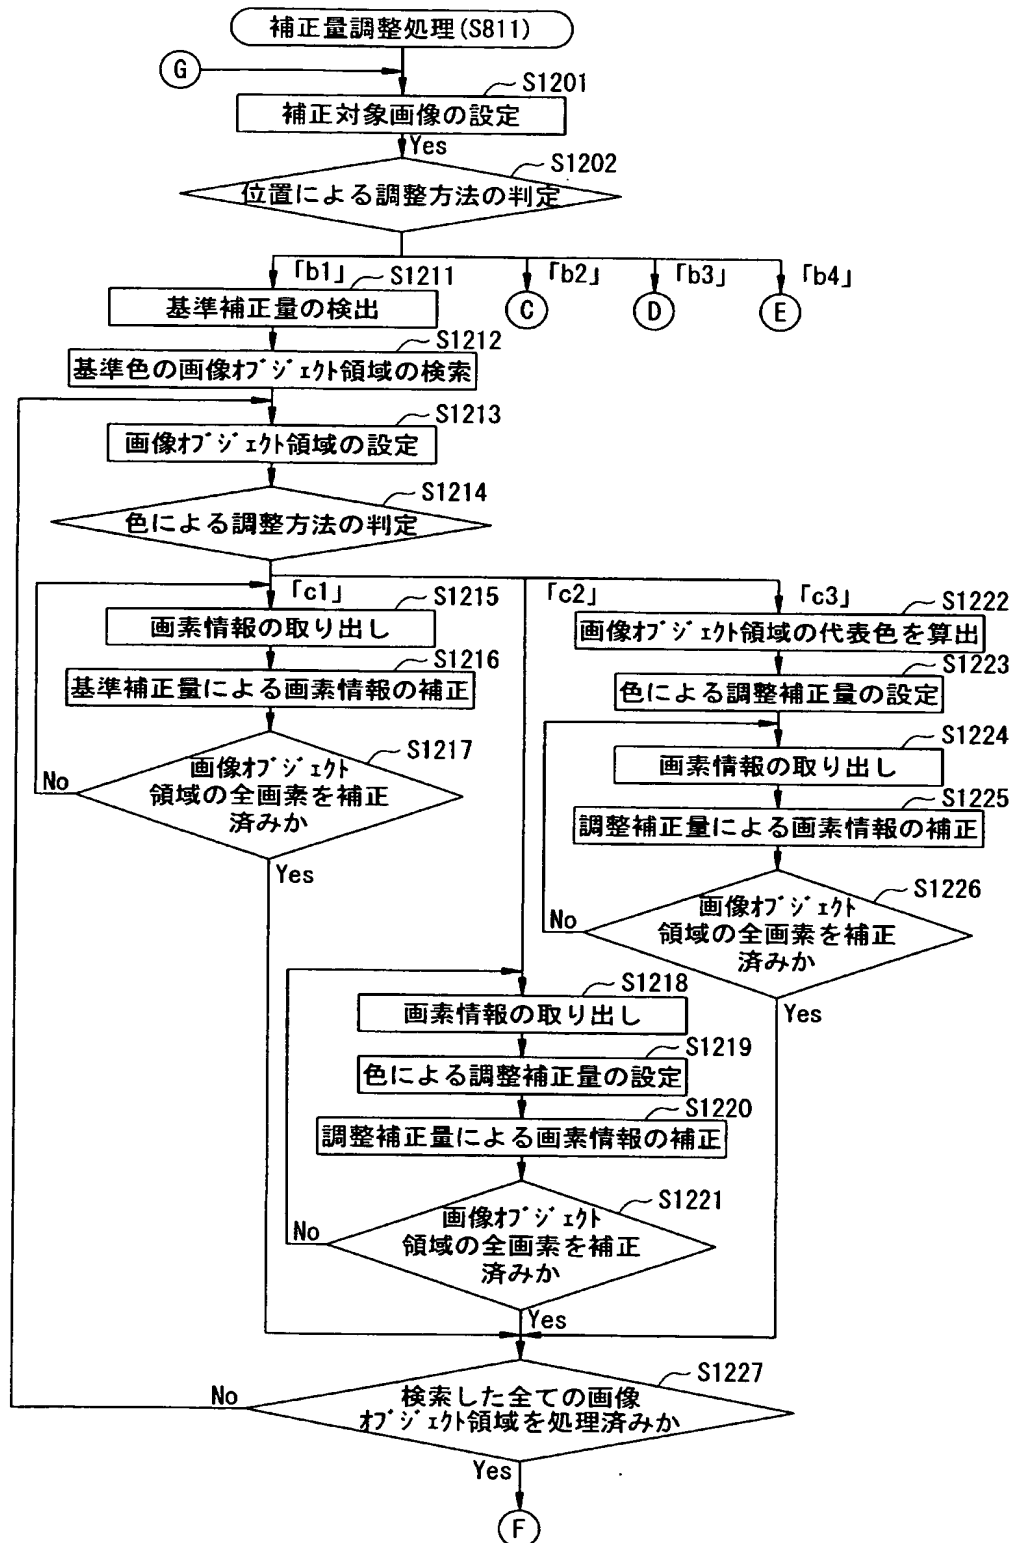 補正量調整処理(S811)
G
S1201
補正対象画像の設定
Yes
S1202
位置による調整方法の判定
「b1」
S1211
「b2」
「b3」
「b4」
基準補正量の検出
C
D
E
S1212
基準色の画像オブジェクト領域の検索
S1213
画像オブジェクト領域の設定
S1214
色による調整方法の判定
「c1」
S1215
「c2」
「c3」
S1222
画素情報の取り出し
画像オブジェクト領域の代表色を算出
S1216
基準補正量による画素情報の補正
S1223
色による調整補正量の設定
S1217
No
画像オブジェクト
領域の全画素を補正
済みか
Yes
S1224
画素情報の取り出し
S1225
調整補正量による画素情報の補正
S1226
No
画像オブジェクト
領域の全画素を補正
済みか
Yes
S1218
画素情報の取り出し
S1219
色による調整補正量の設定
S1220
調整補正量による画素情報の補正
S1221
No
画像オブジェクト
領域の全画素を補正
済みか
Yes
S1227
No
検索した全ての画像
オブジェクト領域を処理済みか
Yes
F